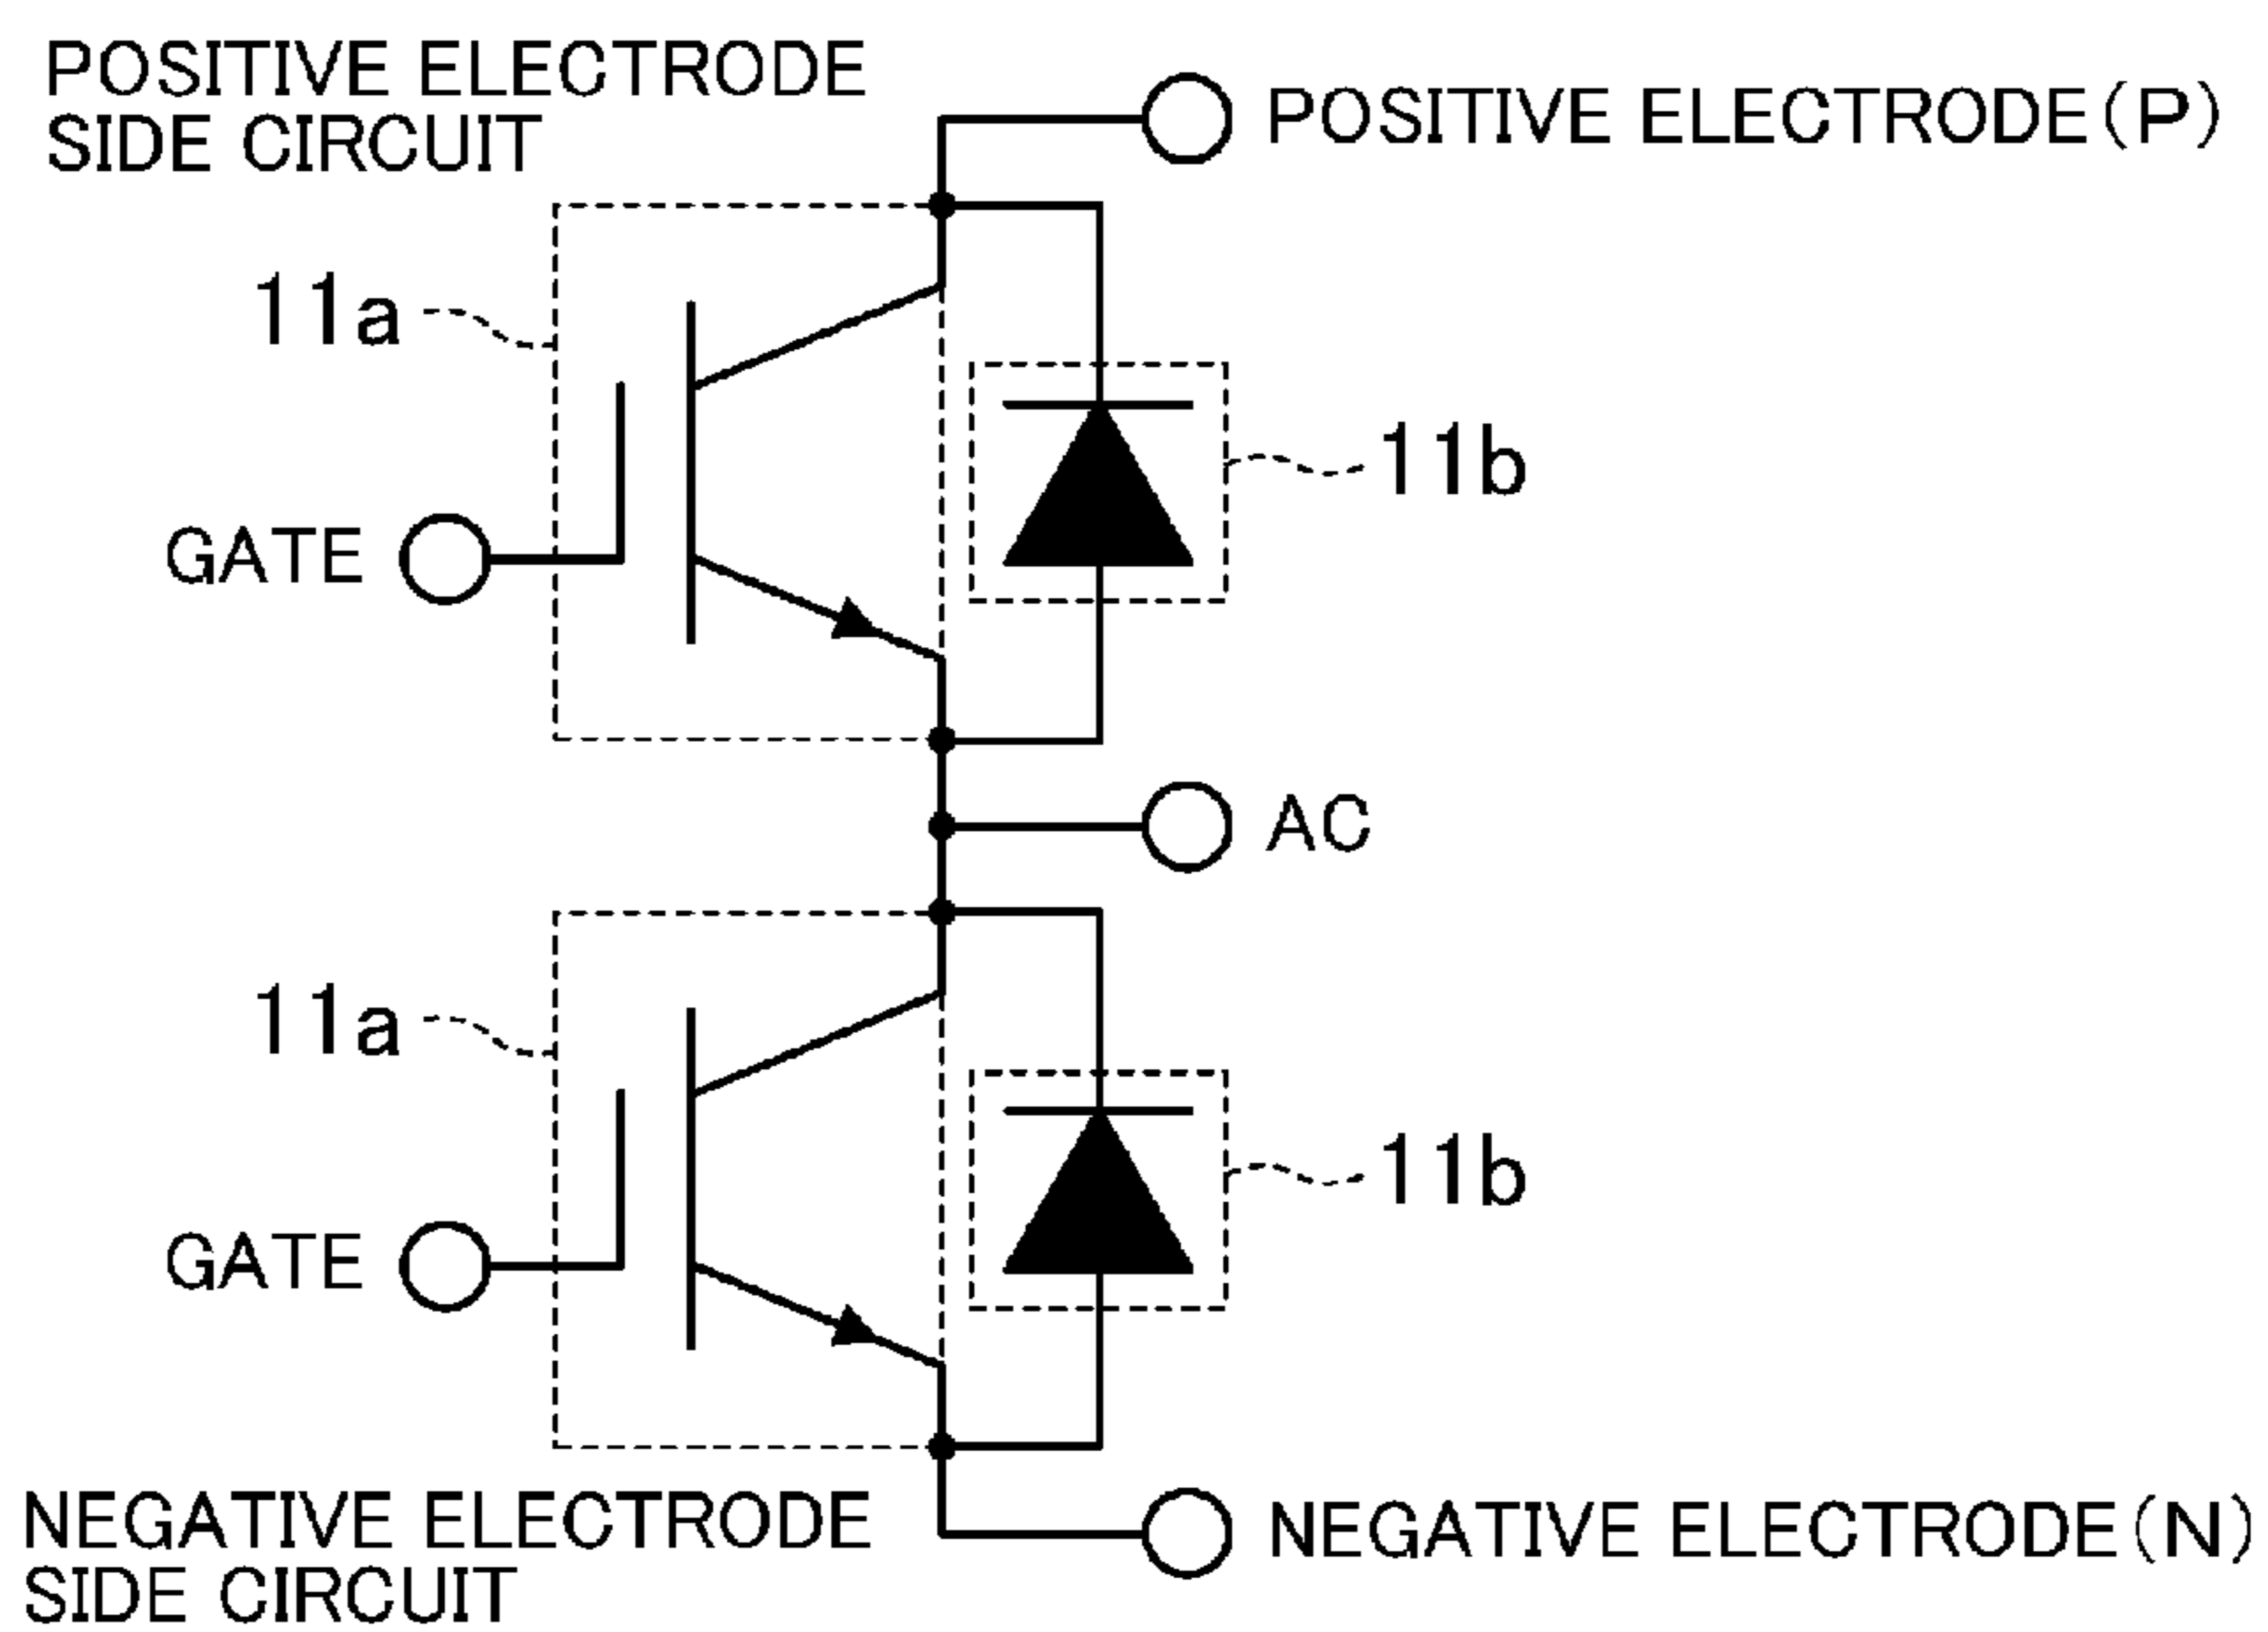 POSITIVE ELECTRODE
SIDE CIRCUIT
POSITIVE ELECTRODE(P)
11a
11b
GATE
AC
11a
11b
GATE
NEGATIVE ELECTRODE
SIDE CIRCUIT
NEGATIVE ELECTRODE(N)